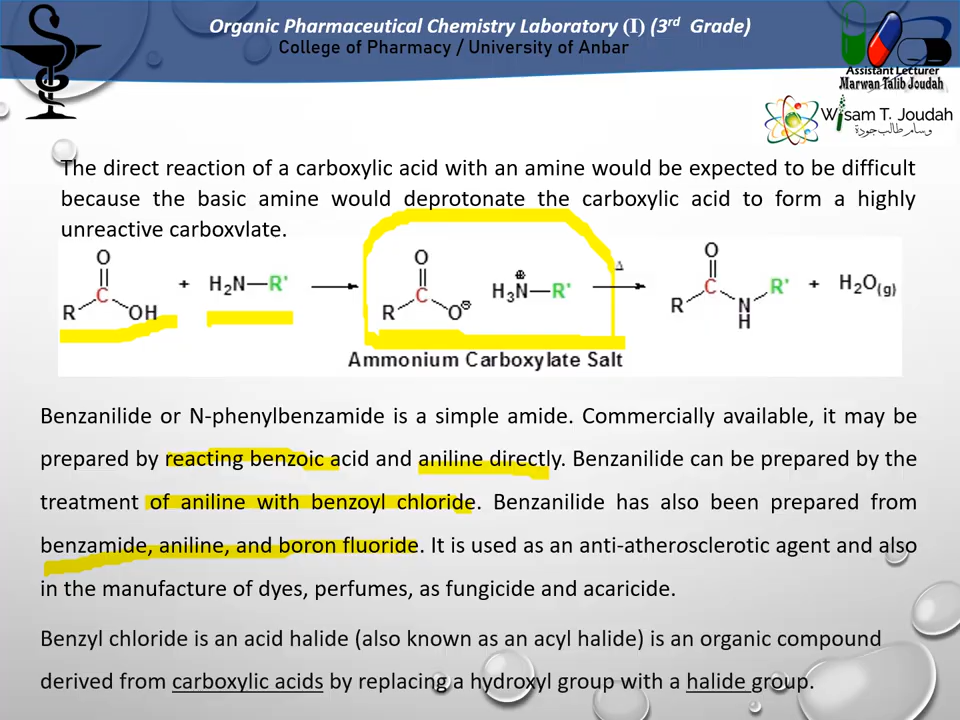 Organic Pharmaceutical Chemistry Laboratory (I) (3rd Grade)
College of Pharmacy / University of Anbar
Assistant Lecturer
Marwan Talib Joudah
Wisam T. Joudah
وسام طالب جودة
The direct reaction of a carboxylic acid with an amine would be expected to be difficult
because the basic amine would deprotonate the carboxylic acid to form a highly
unreactive carboxvlate.
O O ⊕ Δ O
R C OH + H₂N—R' R C O⊖ H₃N—R' R C N H R' + H₂O(g)
Ammonium Carboxylate Salt
Benzanilide or N-phenylbenzamide is a simple amide. Commercially available, it may be
prepared by reacting benzoic acid and aniline directly. Benzanilide can be prepared by the
treatment of aniline with benzoyl chloride. Benzanilide has also been prepared from
benzamide, aniline, and boron fluoride. It is used as an anti-atherosclerotic agent and also
in the manufacture of dyes, perfumes, as fungicide and acaricide.
Benzyl chloride is an acid halide (also known as an acyl halide) is an organic compound
derived from carboxylic acids by replacing a hydroxyl group with a halide group.